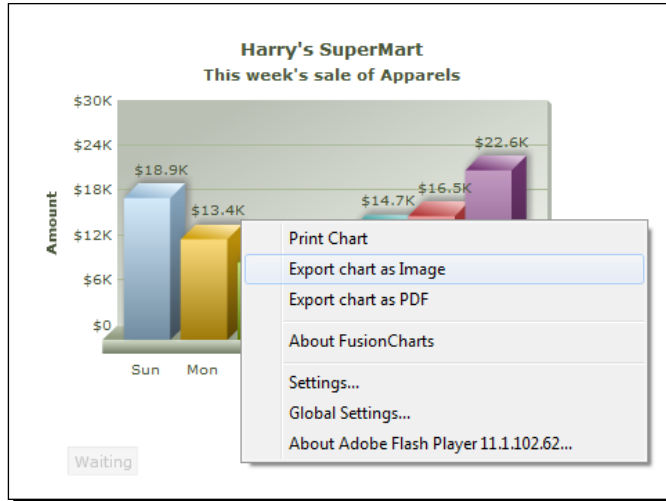 Harry's SuperMart
This week's sale of Apparels
$30K
$24K
$18K
$12K
$6K
$0
Amount
$18.9K
$13.4K
$14.7K
$16.5K
$22.6K
Sun
Mon
Print Chart
Export chart as Image
Export chart as PDF
About FusionCharts
Settings...
Global Settings...
About Adobe Flash Player 11.1.102.62...
Waiting